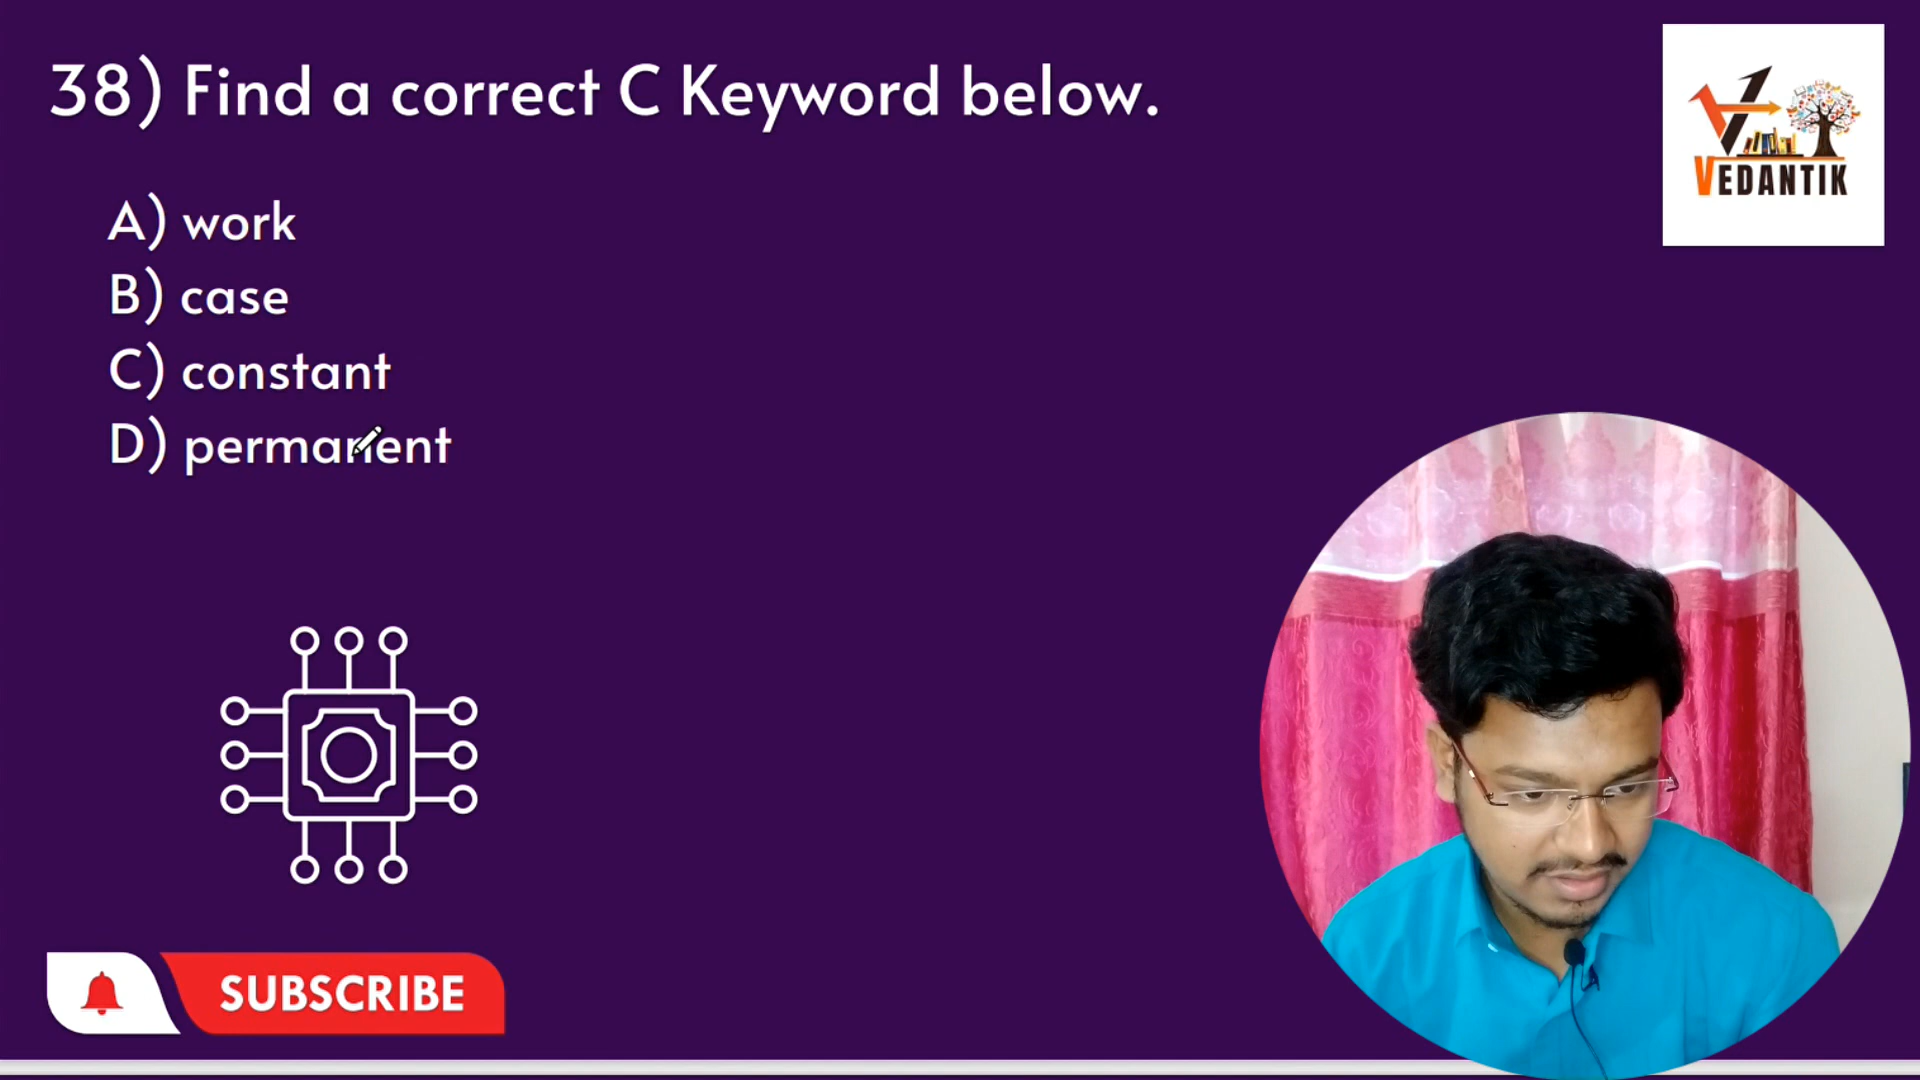 38) Find a correct C Keyword below.
VEDANTIK
A) work
B) case
C) constant
D) permanent
SUBSCRIBE